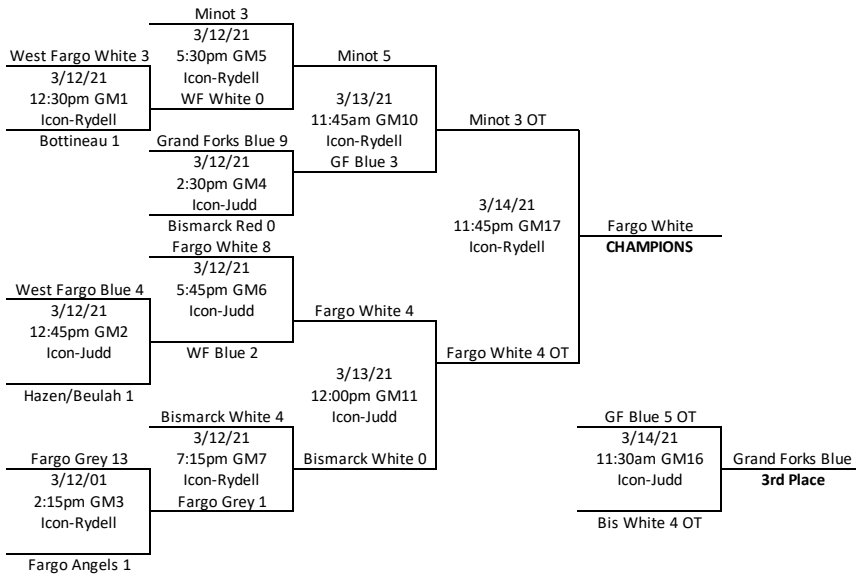 Minot 3
3/12/21
5:30pm GM5
Icon-Rydell
WF White 0
West Fargo White 3
3/12/21
12:30pm GM1
Icon-Rydell
Bottineau 1
Minot 5
3/13/21
11:45am GM10
Icon-Rydell
GF Blue 3
Grand Forks Blue 9
3/12/21
2:30pm GM4
Icon-Judd
Bismarck Red 0
Minot 3 OT
3/14/21
11:45pm GM17
Icon-Rydell
Fargo White
CHAMPIONS
Fargo White 8
3/12/21
5:45pm GM6
Icon-Judd
WF Blue 2
West Fargo Blue 4
3/12/21
12:45pm GM2
Icon-Judd
Hazen/Beulah 1
Fargo White 4
3/13/21
12:00pm GM11
Icon-Judd
Bismarck White 0
Fargo White 4 OT
Bismarck White 4
3/12/21
7:15pm GM7
Icon-Rydell
Fargo Grey 1
Fargo Grey 13
3/12/01
2:15pm GM3
Icon-Rydell
Fargo Angels 1
GF Blue 5 OT
3/14/21
11:30am GM16
Icon-Judd
Bis White 4 OT
Grand Forks Blue
3rd Place